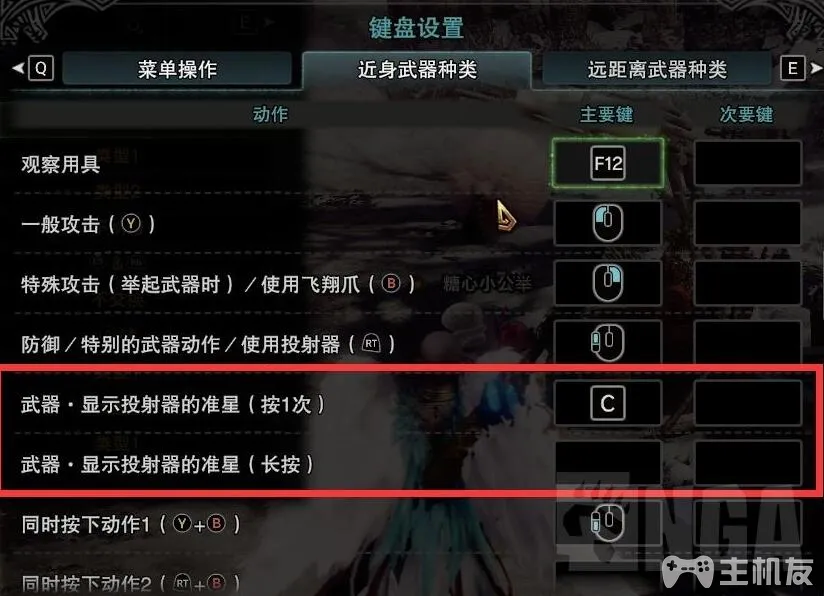 键盘设置
Q 菜单操作 近身武器种类 远距离武器种类 E
动作 主要键 次要键
观察用具 F12
一般攻击(Y)
特殊攻击(举起武器时)/使用飞翔爪(B) 糖心小公举
防御/特别的武器动作/使用投射器(RT)
武器·显示投射器的准星(按1次) C
武器·显示投射器的准星(长按)
同时按下动作1(Y+B)
NGA
同时按下动作2(RT+B)
主机友